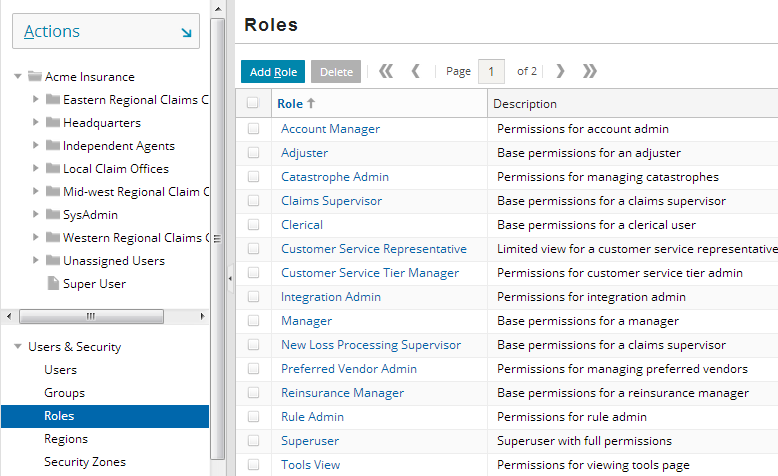 Actions
Acme Insurance
Eastern Regional Claims C
Headquarters
Independent Agents
Local Claim Offices
Mid-west Regional Claim C
SysAdmin
Western Regional Claims C
Unassigned Users
Super User
Users & Security
Users
Groups
Roles
Regions
Security Zones
Roles
Add Role Delete Page 1 of 2
Role Description
Account Manager Permissions for account admin
Adjuster Base permissions for an adjuster
Catastrophe Admin Permissions for managing catastrophes
Claims Supervisor Base permissions for a claims supervisor
Clerical Base permissions for a clerical user
Customer Service Representative Limited view for a customer service representative
Customer Service Tier Manager Permissions for customer service tier admin
Integration Admin Permissions for integration admin
Manager Base permissions for a manager
New Loss Processing Supervisor Base permissions for a claims supervisor
Preferred Vendor Admin Permissions for managing preferred vendors
Reinsurance Manager Base permissions for a reinsurance manager
Rule Admin Permissions for rule admin
Superuser Superuser with full permissions
Tools View Permissions for viewing tools page